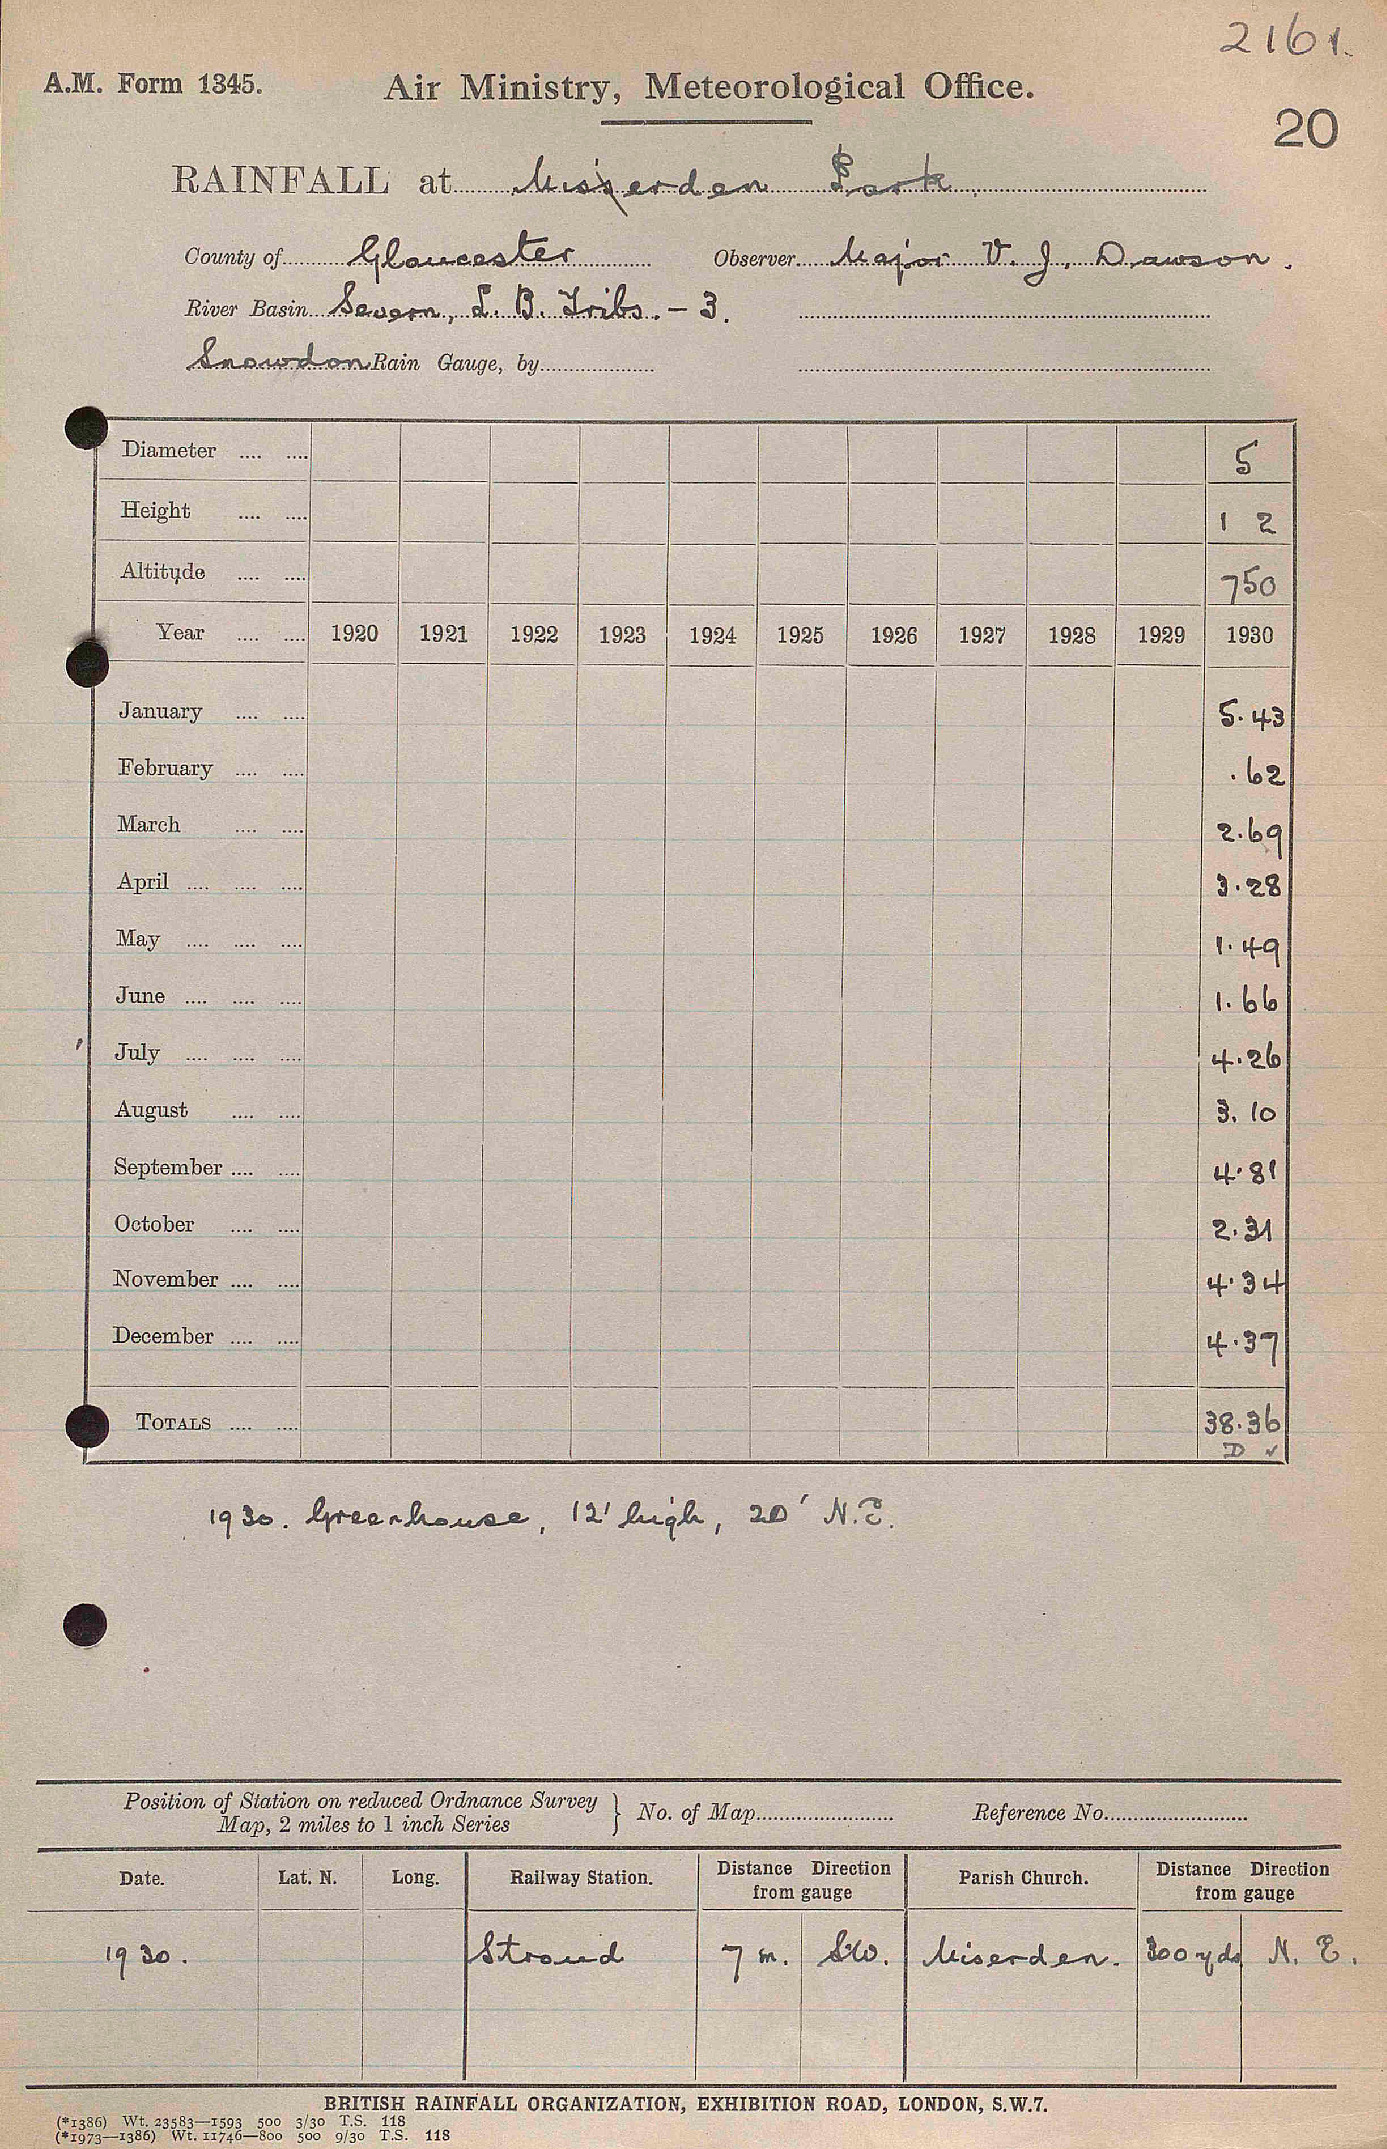 2161.
A.M. Form 1345. Air Ministry, Meteorological Office.
20
RAINFALL at Miserden Park.
County of Gloucester Observer Major V. J. Dawson.
River Basin Severn, L. B. Tribs. - 3.
Snowdon Rain Gauge, by
Diameter .... .... 5
Height .... .... 1 2
Altitude .... .... 750
Year .... .... 1920 1921 1922 1923 1924 1925 1926 1927 1928 1929 1930
January .... .... 5.43
February .... .... .62
March .... .... 2.69
April .... .... .... 3.28
May .... .... .... 1.49
June .... .... .... 1.66
July .... .... .... 4.26
August .... .... 3.10
September .... .... 4.81
October .... .... 2.31
November .... .... 4.34
December .... .... 4.37
TOTALS .... .... 38.36
D ✓
1930. Greenhouse, 12' high, 20' N.E.
Position of Station on reduced Ordnance Survey Map, 2 miles to 1 inch Series } No. of Map Reference No.
Date. Lat. N. Long. Railway Station. Distance Direction from gauge Parish Church. Distance Direction from gauge
1930. Stroud 7 m. SW. Miserden. 300 yds N. E.
BRITISH RAINFALL ORGANIZATION, EXHIBITION ROAD, LONDON, S.W.7.
(*1386) Wt. 23583—1593 500 3/30 T.S. 118
(*1973—1386) Wt. 11746—800 500 9/30 T.S. 118